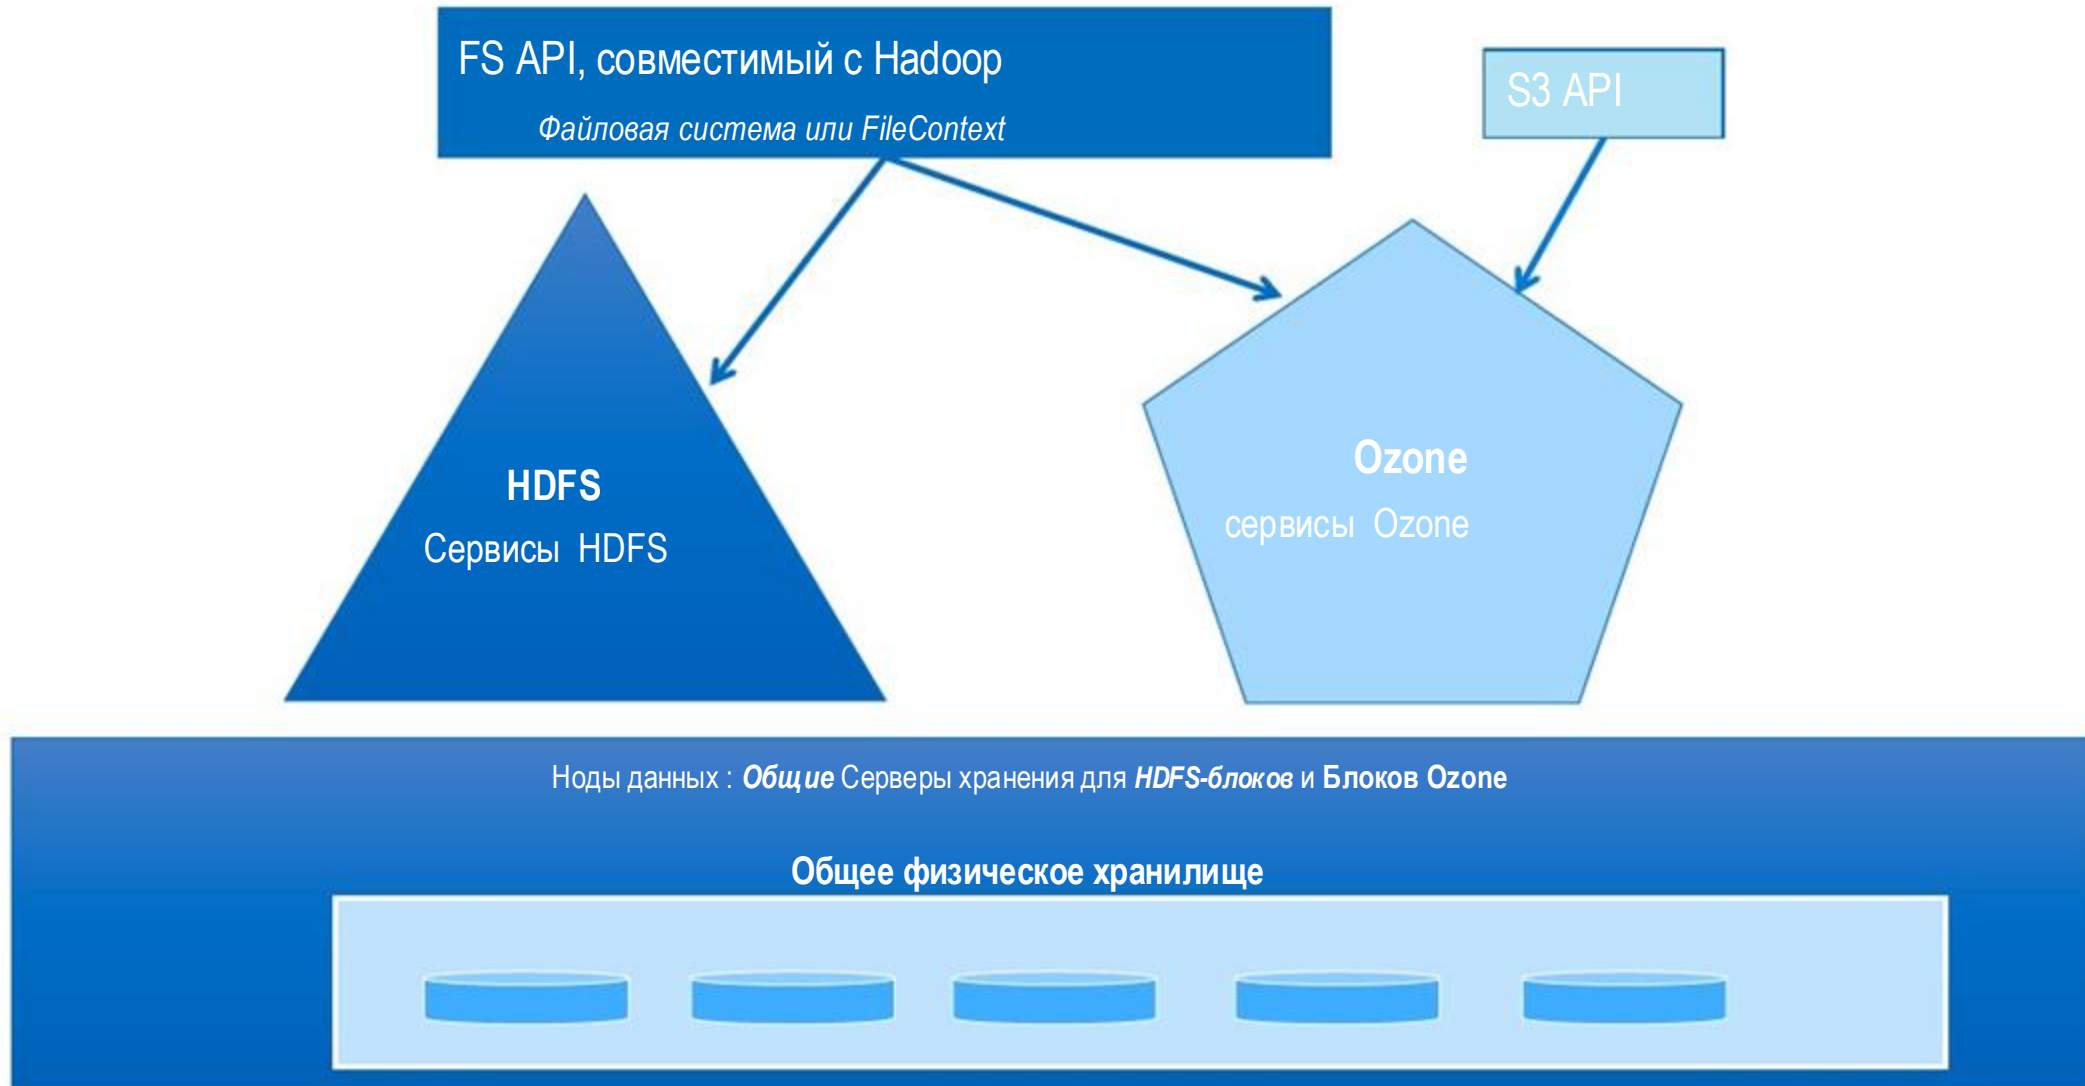 FS API, совместимый с Hadoop
Файловая система или FileContext
S3 API
HDFS
Сервисы HDFS
Ozone
сервисы Ozone
Ноды данных : Общие Серверы хранения для HDFS-блоков и Блоков Ozone
Общее физическое хранилище